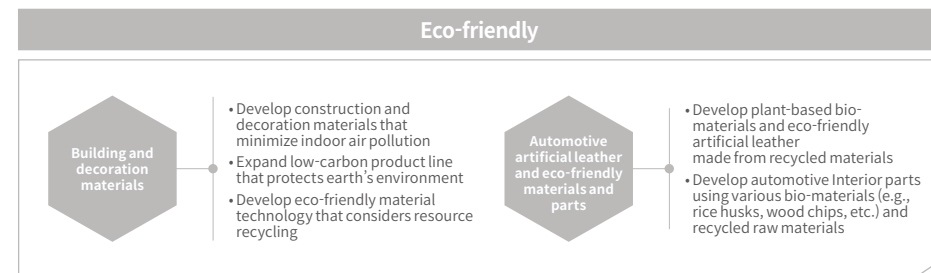 Eco-friendly
Building and
decoration
materials
• Develop construction and
decoration materials that
minimize indoor air pollution
• Expand low-carbon product line
that protects earth's environment
• Develop eco-friendly material
technology that considers resource
recycling
Automotive
artificial leather
and eco-friendly
materials and
parts
• Develop plant-based bio-
materials and eco-friendly
artificial leather
made from recycled materials
• Develop automotive Interior parts
using various bio-materials (e.g.,
rice husks, wood chips, etc.) and
recycled raw materials